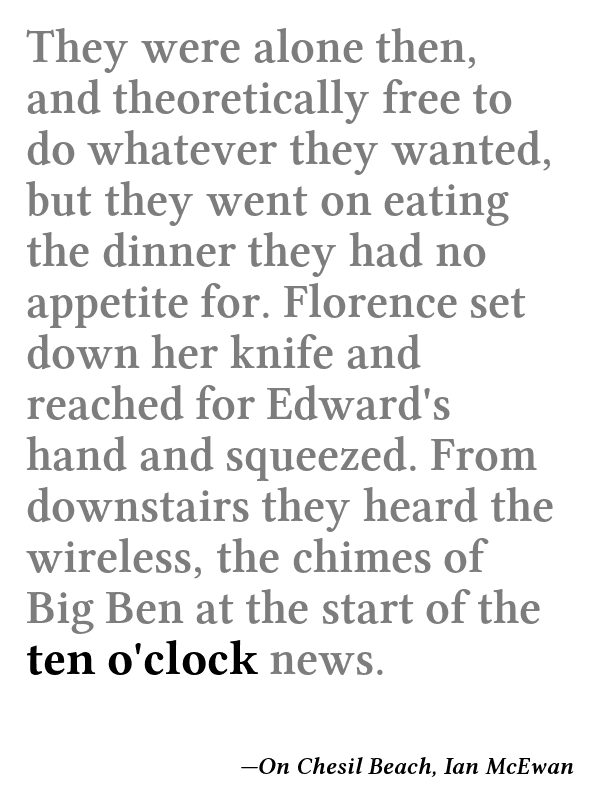 They were alone then,
and theoretically free to
do whatever they wanted,
but they went on eating
the dinner they had no
appetite for. Florence set
down her knife and
reached for Edward's
hand and squeezed. From
downstairs they heard the
wireless, the chimes of
Big Ben at the start of the
ten o'clock news.
—On Chesil Beach, Ian McEwan